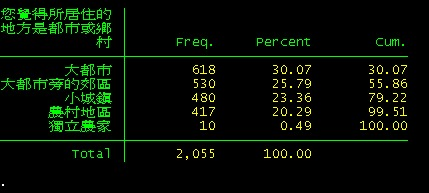 您覺得所居住的
地方是都市或鄉
村 Freq. Percent Cum.
大都市 618 30.07 30.07
大都市旁的郊區 530 25.79 55.86
小城鎮 480 23.36 79.22
農村地區 417 20.29 99.51
獨立農家 10 0.49 100.00
Total 2,055 100.00
.